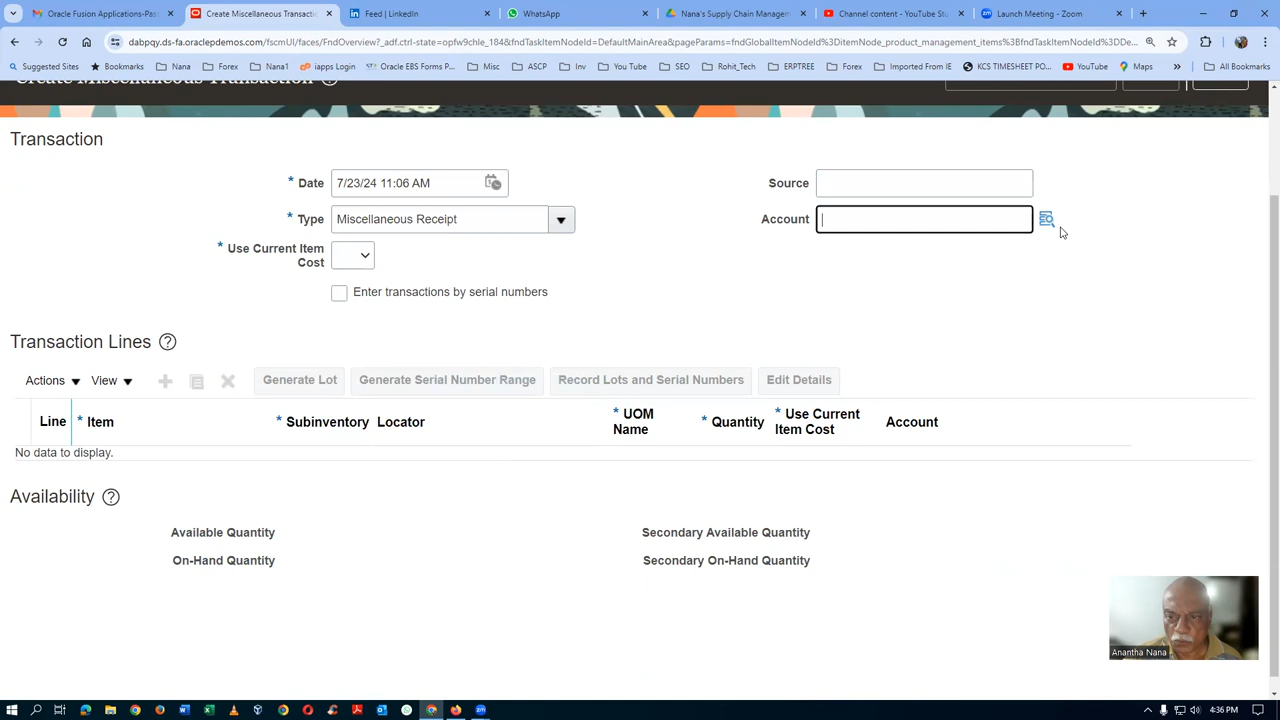 Oracle Fusion Applications-Pas
Create Miscellaneous Transactic
Feed | LinkedIn
WhatsApp
Nana's Supply Chain Managem
Channel content - YouTube Stu
Launch Meeting - Zoom
dabpqy.ds-fa.oraclepdemos.com/fscmUI/faces/FndOverview?_adf.ctrl-state=opfw9chle_184&fndTaskItemNodeId=DefaultMainArea&pageParams=fndGlobalItemNodeId%3DitemNode_product_management_items%3BfndTaskItemNodeId%3DDe...
Suggested Sites
Bookmarks
Nana
Forex
Nana1
iapps Login
Oracle EBS Forms P...
Misc
ASCP
Inv
You Tube
SEO
Rohit_Tech
ERPTREE
Forex
Imported From IE
KCS TIMESHEET PO...
YouTube
Maps
»
All Bookmarks
Create Miscellaneous Transaction
Transaction
* Date 7/23/24 11:06 AM
Source
* Type Miscellaneous Receipt
Account
* Use Current Item
Cost
Enter transactions by serial numbers
Transaction Lines ?
Actions View Generate Lot Generate Serial Number Range Record Lots and Serial Numbers Edit Details
Line * Item * Subinventory Locator * UOM Name * Quantity * Use Current Item Cost Account
No data to display.
Availability ?
Available Quantity
Secondary Available Quantity
On-Hand Quantity
Secondary On-Hand Quantity
Anantha Nana
4:36 PM